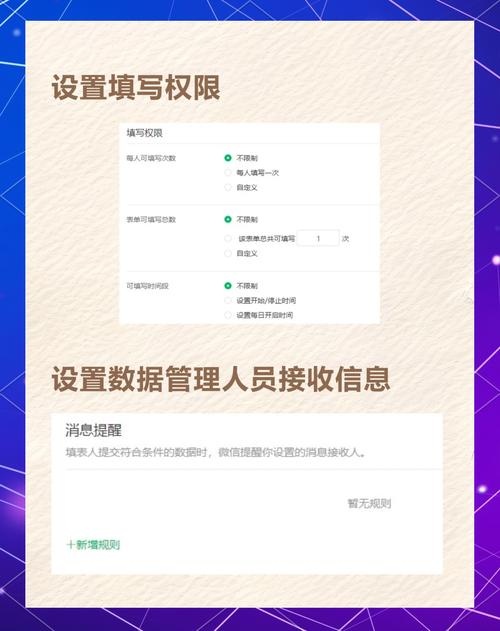 设置填写权限
填写权限
每人可填写次数
不限制
每人填写一次
自定义
表单可填写总数
不限制
该表单总共可填写 1 次
自定义
可填写时间段
不限制
设置开始/停止时间
设置每日开启时间
设置数据管理人员接收信息
消息提醒
填表人提交符合条件的数据时，微信提醒你设置的消息接收人。
暂无规则
＋新增规则